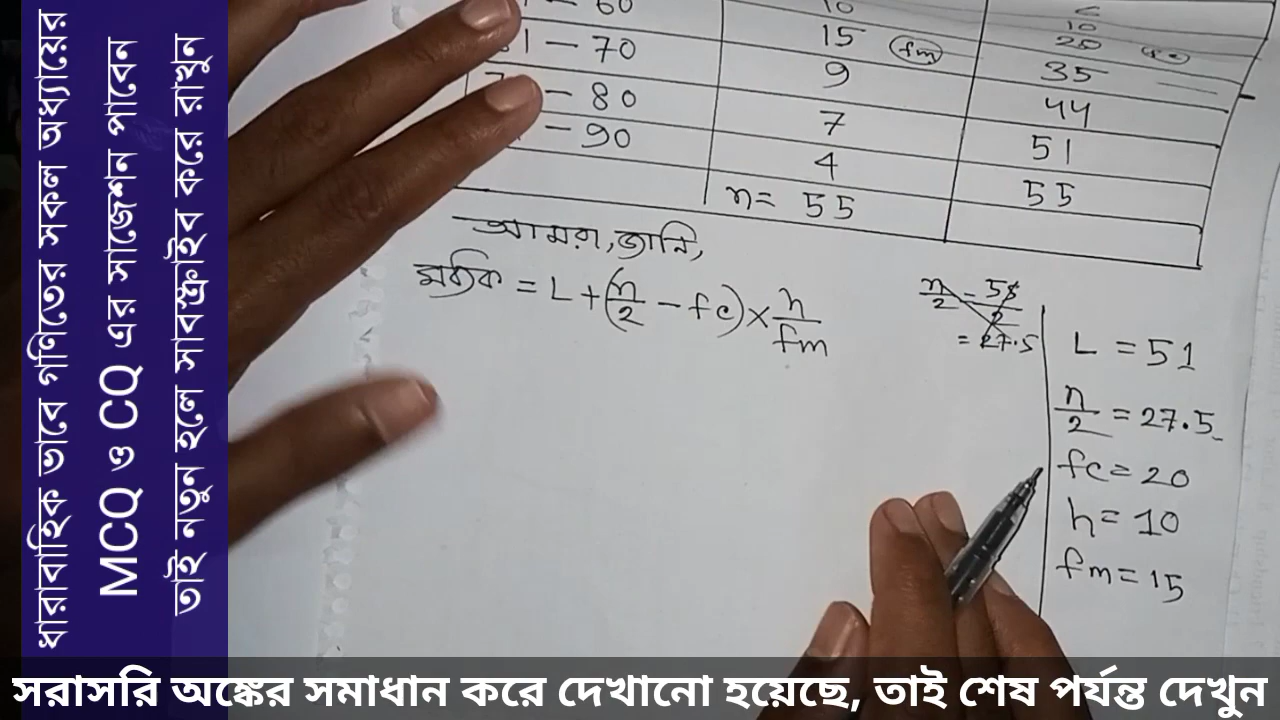 ধারাবাহিক ভাবে গণিতের সকল অধ্যায়ের
MCQ ও CQ এর সাজেশান পাবেন
তাই নতুন হলে সাবস্ক্রাইব করে রাখুন
– 60 10
10
1 – 70 15 fm 20
9 35
– 80 44
7 51
– 90 4 55
n = 55
আমরা, জানি,
মধ্যক = L + (n/2 – fc) × h/fm
n/2 = 55/2
= 27.5
L = 51
n/2 = 27.5
fc = 20
h = 10
fm = 15
সরাসরি অঙ্কের সমাধান করে দেখানো হয়েছে, তাই শেষ পর্যন্ত দেখুন